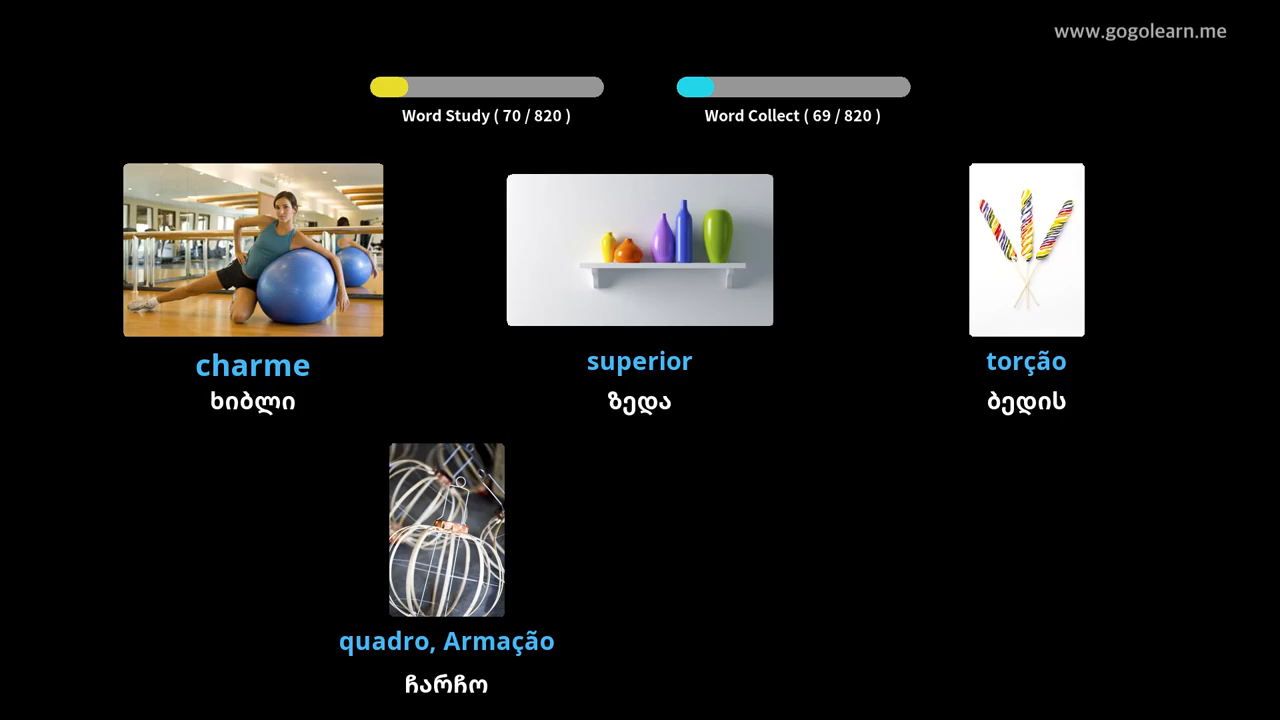 www.gogolearn.me
Word Study ( 70 / 820 )
Word Collect ( 69 / 820 )
charme
ხიბლი
superior
ზედა
torção
ბედის
quadro, Armação
ჩარჩო